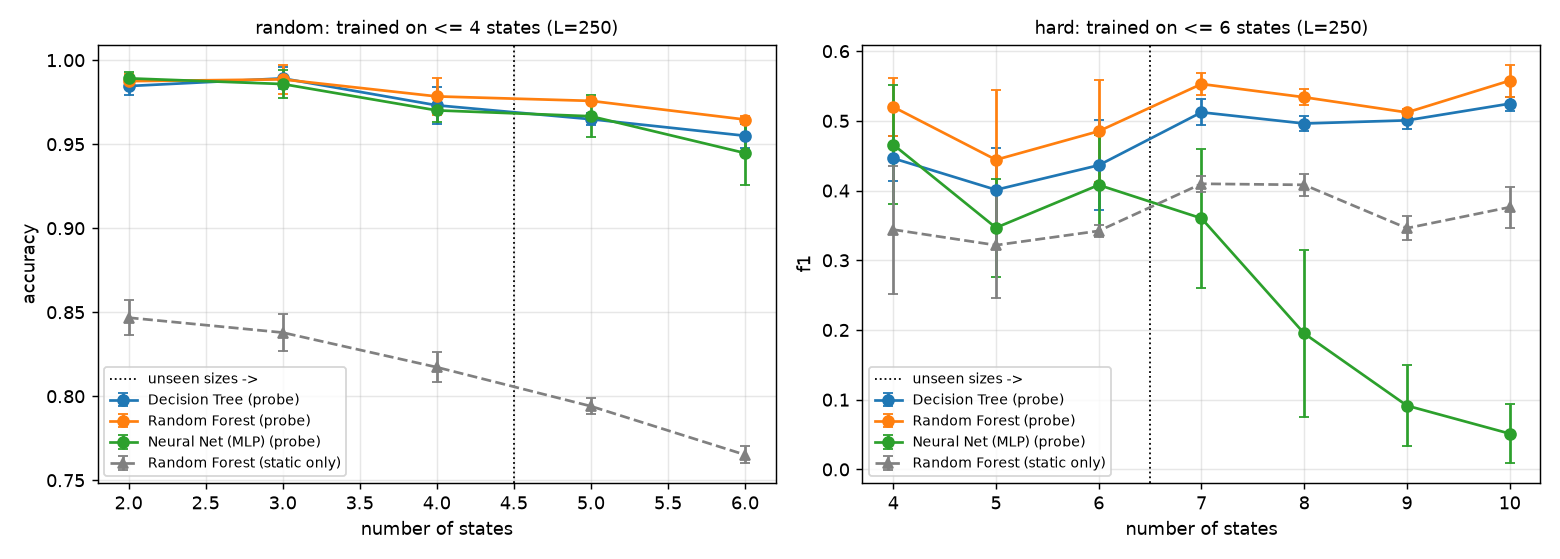 random: trained on <= 4 states (L=250)
accuracy
1.00
0.95
0.90
0.85
0.80
0.75
unseen sizes ->
Decision Tree (probe)
Random Forest (probe)
Neural Net (MLP) (probe)
Random Forest (static only)
2.0 2.5 3.0 3.5 4.0 4.5 5.0 5.5 6.0
number of states
hard: trained on <= 6 states (L=250)
f1
0.6
0.5
0.4
0.3
0.2
0.1
0.0
unseen sizes ->
Decision Tree (probe)
Random Forest (probe)
Neural Net (MLP) (probe)
Random Forest (static only)
4 5 6 7 8 9 10
number of states